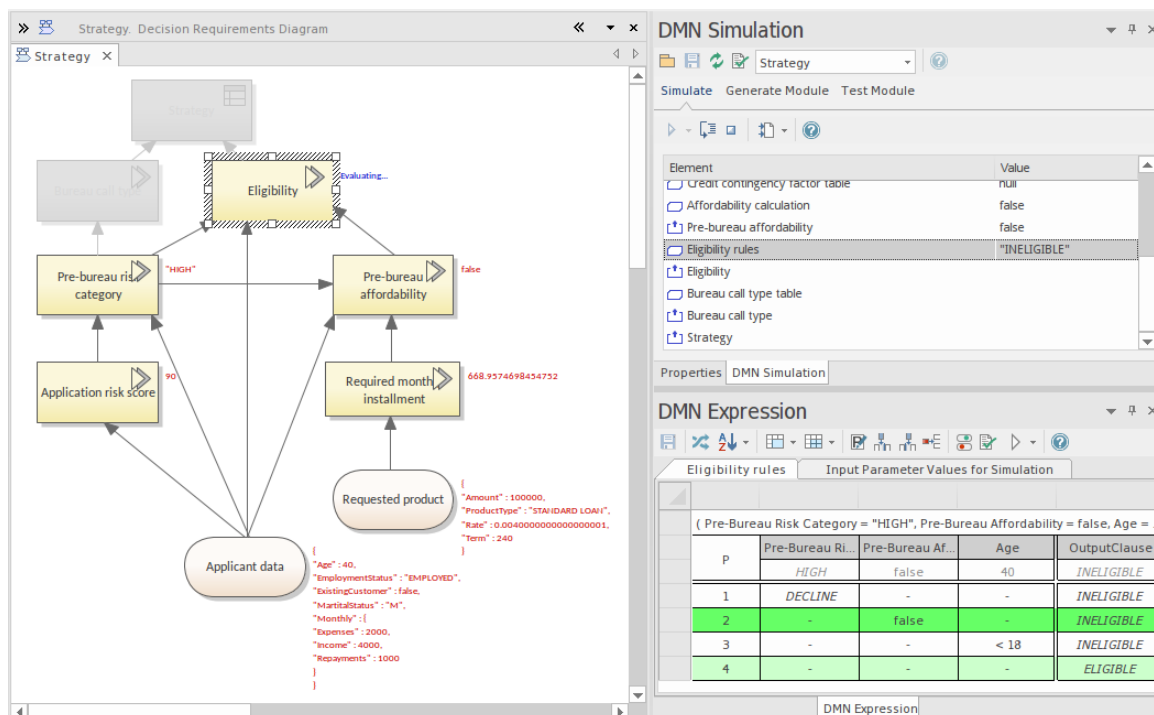 Strategy. Decision Requirements Diagram
Strategy
Strategy
Bureau call type
Eligibility
Evaluating...
Pre-bureau risk
category
"HIGH"
Pre-bureau
affordability
false
Application risk score
90
Required month
installment
668.9574698454752
Requested product
{
"Amount" : 100000,
"ProductType" : "STANDARD LOAN",
"Rate" : 0.0040000000000000001,
"Term" : 240
}
Applicant data
{
"Age" : 40,
"EmploymentStatus" : "EMPLOYED",
"ExistingCustomer" : false,
"MartitalStatus" : "M",
"Monthly" : {
"Expenses" : 2000,
"Income" : 4000,
"Repayments" : 1000
}
}
DMN Simulation
Strategy
Simulate Generate Module Test Module
Element Value
Credit contingency factor table null
Affordability calculation false
Pre-bureau affordability false
Eligibility rules "INELIGIBLE"
Eligibility
Bureau call type table
Bureau call type
Strategy
Properties DMN Simulation
DMN Expression
Eligibility rules Input Parameter Values for Simulation
( Pre-Bureau Risk Category = "HIGH", Pre-Bureau Affordability = false, Age = .
P Pre-Bureau Ri... Pre-Bureau Af... Age OutputClause
HIGH false 40 INELIGIBLE
1 DECLINE - - INELIGIBLE
2 - false - INELIGIBLE
3 - - < 18 INELIGIBLE
4 - - - ELIGIBLE
DMN Expression